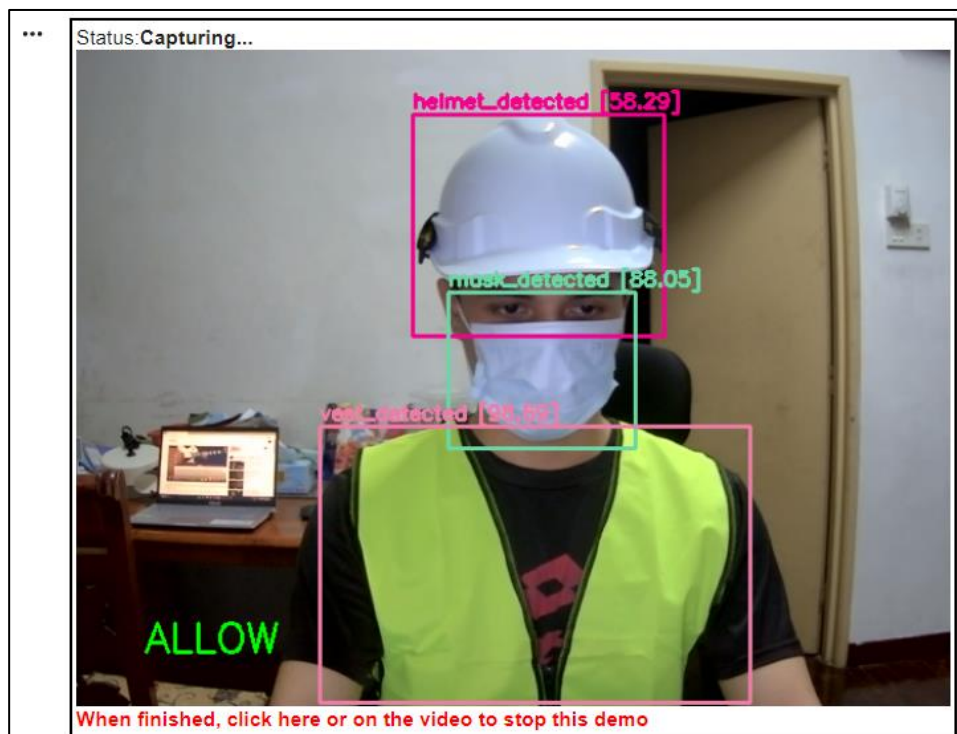 •••
Status:Capturing...
helmet_detected [58.29]
mask_detected [88.05]
vest_detected
ALLOW
When finished, click here or on the video to stop this demo